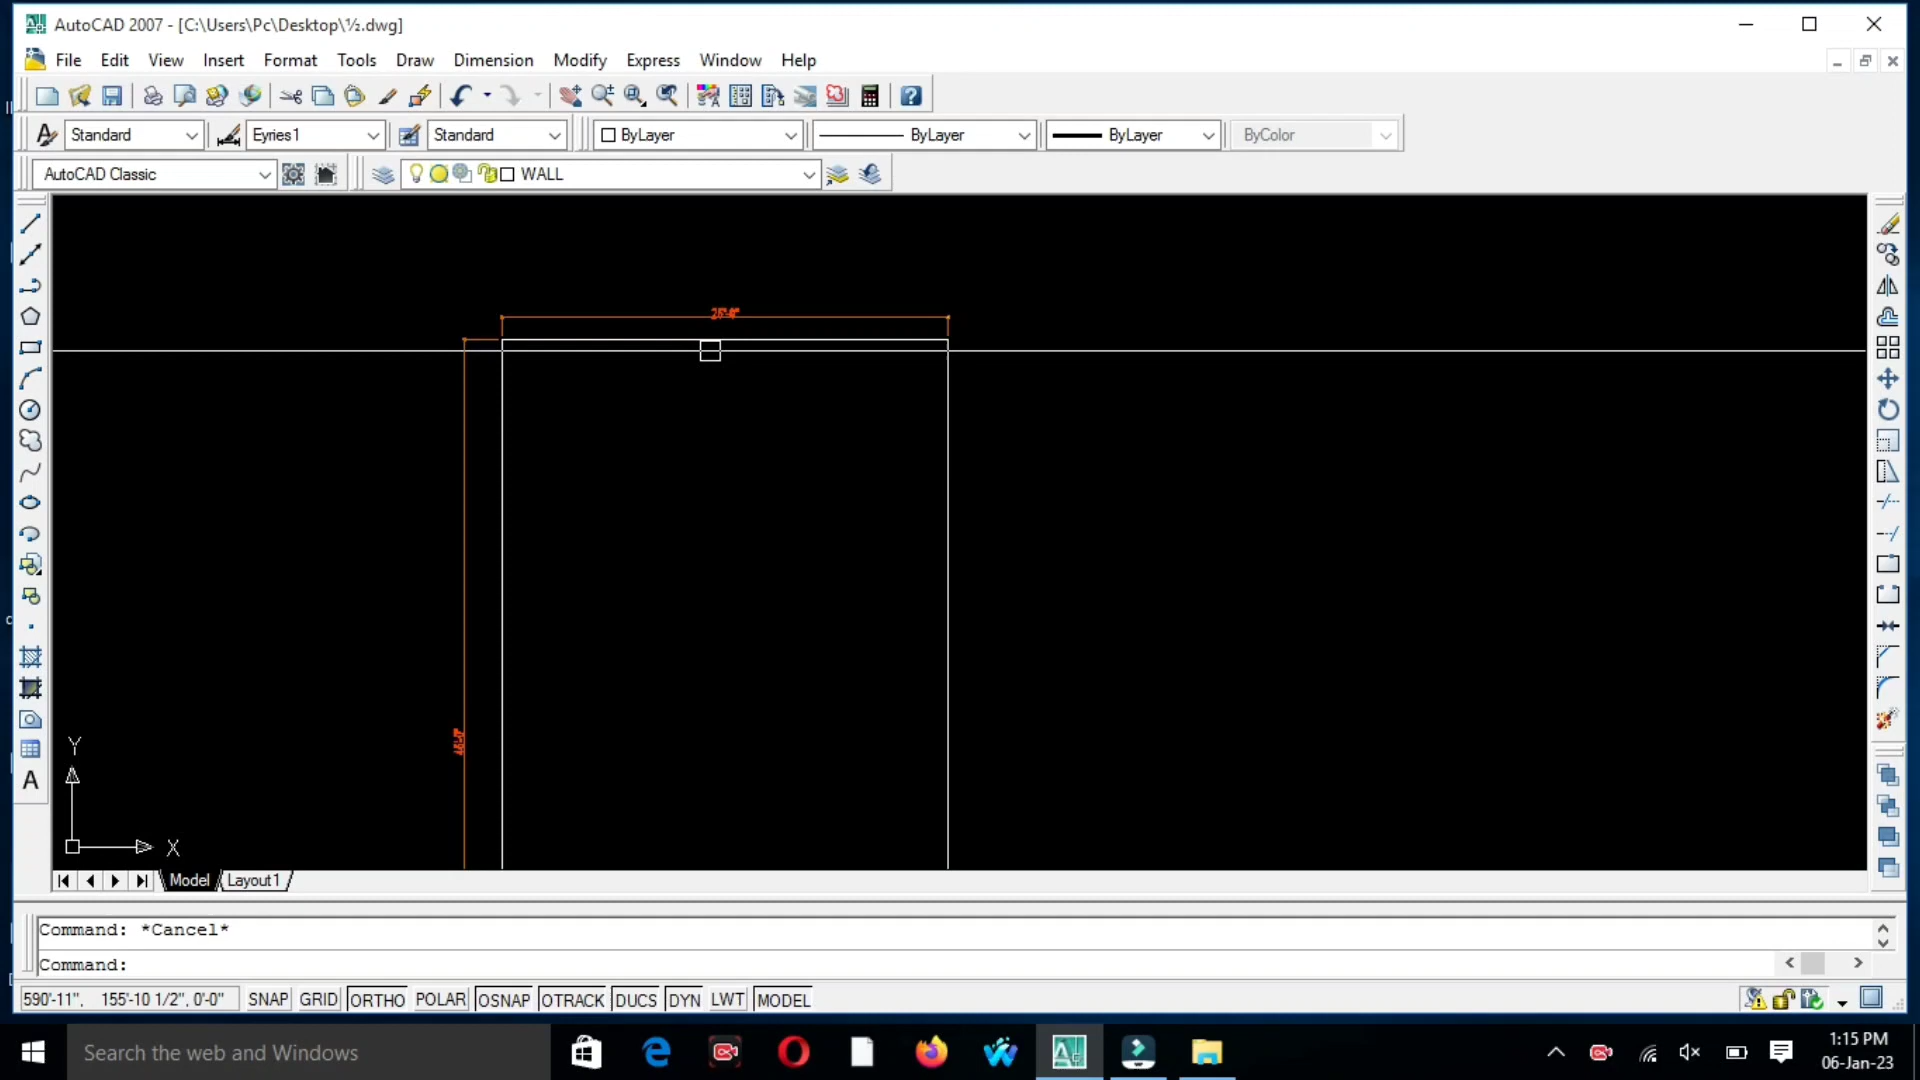 AutoCAD 2007 - [C:\Users\Pc\Desktop\½.dwg]
File Edit View Insert Format Tools Draw Dimension Modify Express Window Help
Standard Eyries1 Standard ByLayer ByLayer ByLayer ByColor
AutoCAD Classic WALL
Y
X
Model Layout1
Command: *Cancel*
Command:
590'-11", 155'-10 1/2", 0'-0" SNAP GRID ORTHO POLAR OSNAP OTRACK DUCS DYN LWT MODEL
Search the web and Windows
1:15 PM
06-Jan-23